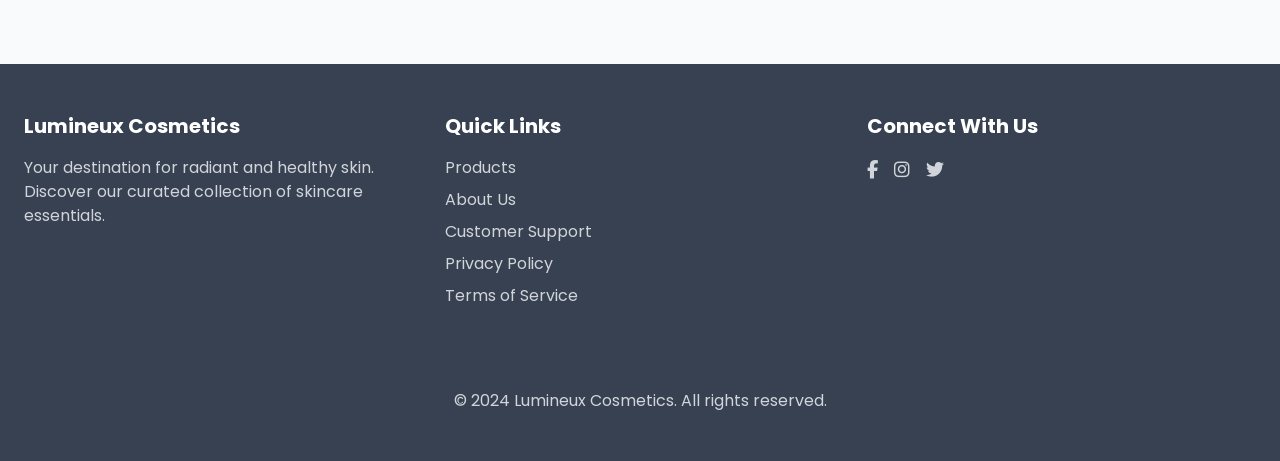 Lumineux Cosmetics
Your destination for radiant and healthy skin.
Discover our curated collection of skincare
essentials.
Quick Links
Products
About Us
Customer Support
Privacy Policy
Terms of Service
Connect With Us
© 2024 Lumineux Cosmetics. All rights reserved.